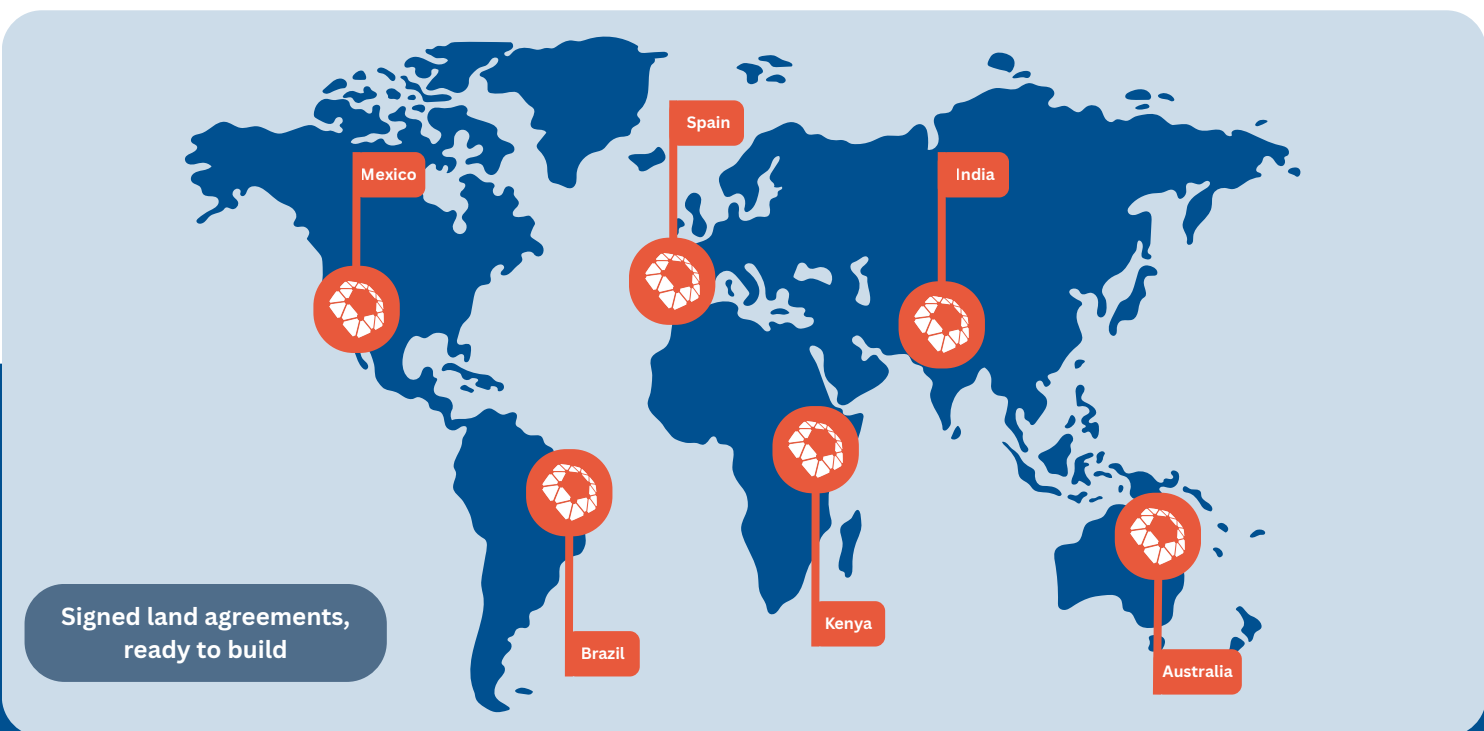 Spain
Mexico
India
Signed land agreements,
ready to build
Kenya
Brazil
Australia